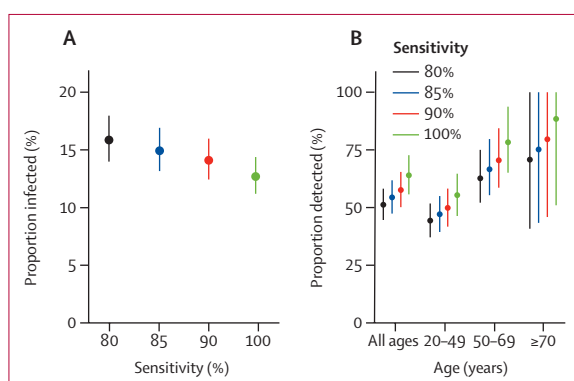 A
Proportion infected (%)
20
15
10
5
0
80 85 90 100
Sensitivity (%)
B
Sensitivity
80%
85%
90%
100%
Proportion detected (%)
100
75
50
25
0
All ages 20–49 50–69 ≥70
Age (years)